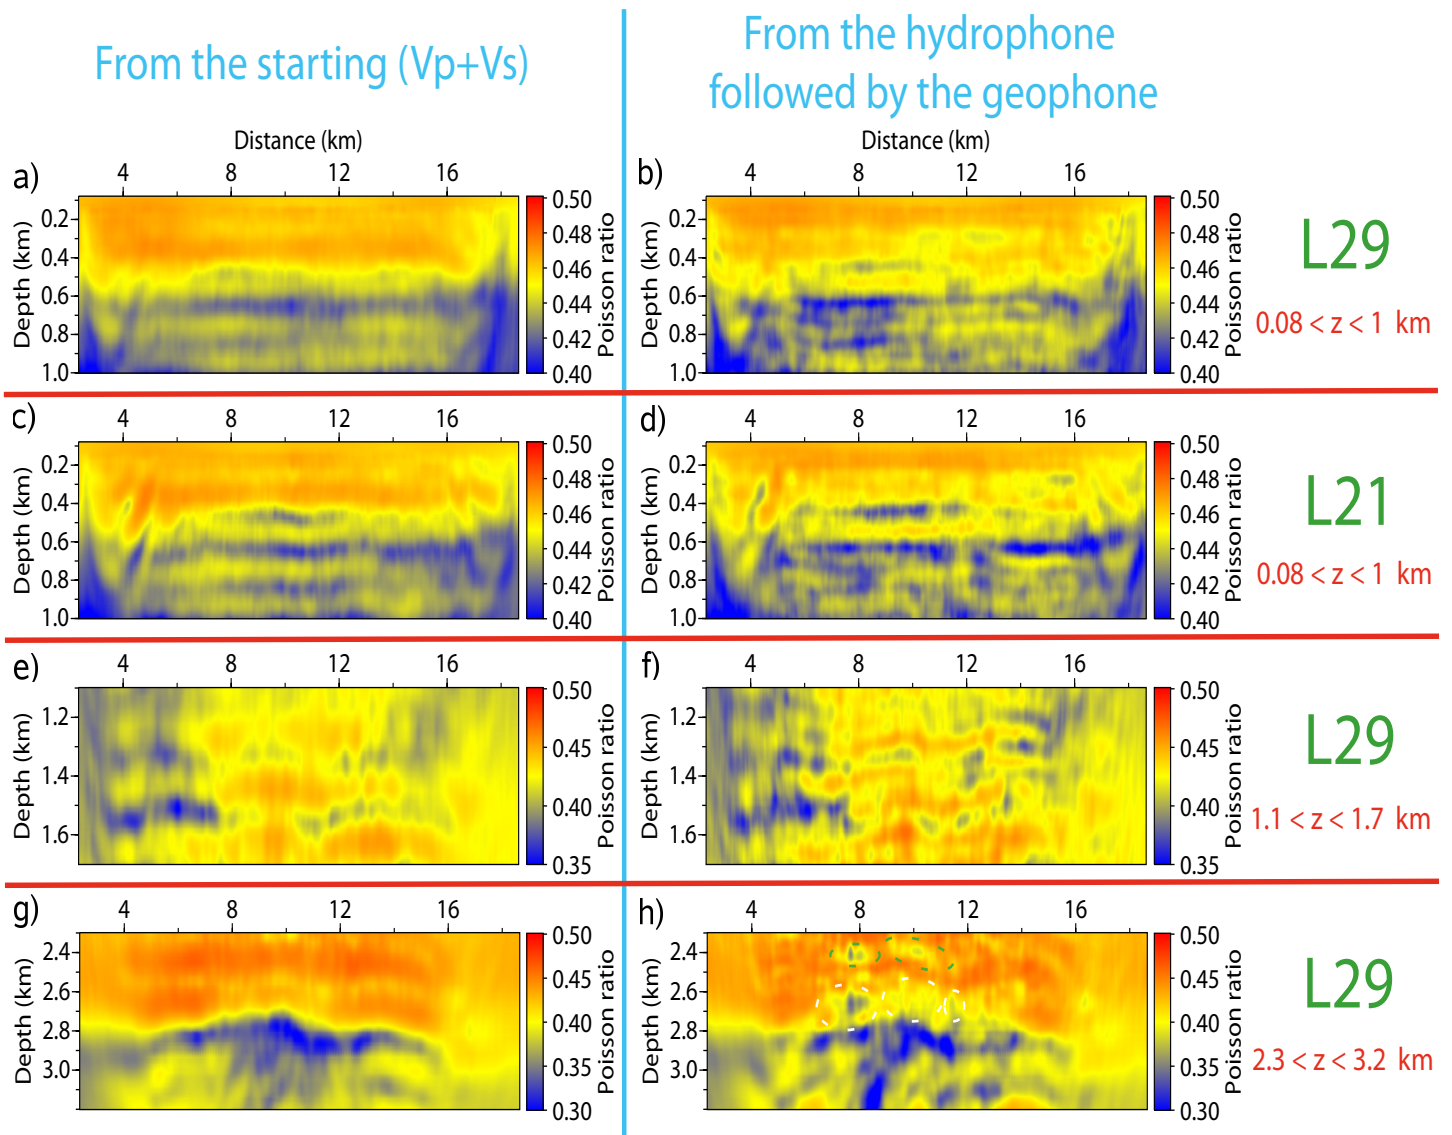 From the starting (Vp+Vs)
From the hydrophone
followed by the geophone
Distance (km)
Distance (km)
a)
4 8 12 16
0.2
0.4
0.6
0.8
1.0
Depth (km)
0.50
0.48
0.46
0.44
0.42
0.40
Poisson ratio
b)
4 8 12 16
0.2
0.4
0.6
0.8
1.0
Depth (km)
0.50
0.48
0.46
0.44
0.42
0.40
Poisson ratio
L29
0.08 < z < 1 km
c)
4 8 12 16
0.2
0.4
0.6
0.8
1.0
Depth (km)
0.50
0.48
0.46
0.44
0.42
0.40
Poisson ratio
d)
4 8 12 16
0.2
0.4
0.6
0.8
1.0
Depth (km)
0.50
0.48
0.46
0.44
0.42
0.40
Poisson ratio
L21
0.08 < z < 1 km
e)
4 8 12 16
1.2
1.4
1.6
Depth (km)
0.50
0.45
0.40
0.35
Poisson ratio
f)
4 8 12 16
1.2
1.4
1.6
Depth (km)
0.50
0.45
0.40
0.35
Poisson ratio
L29
1.1 < z < 1.7 km
g)
4 8 12 16
2.4
2.6
2.8
3.0
Depth (km)
0.50
0.45
0.40
0.35
0.30
Poisson ratio
h)
4 8 12 16
2.4
2.6
2.8
3.0
Depth (km)
0.50
0.45
0.40
0.35
0.30
Poisson ratio
L29
2.3 < z < 3.2 km